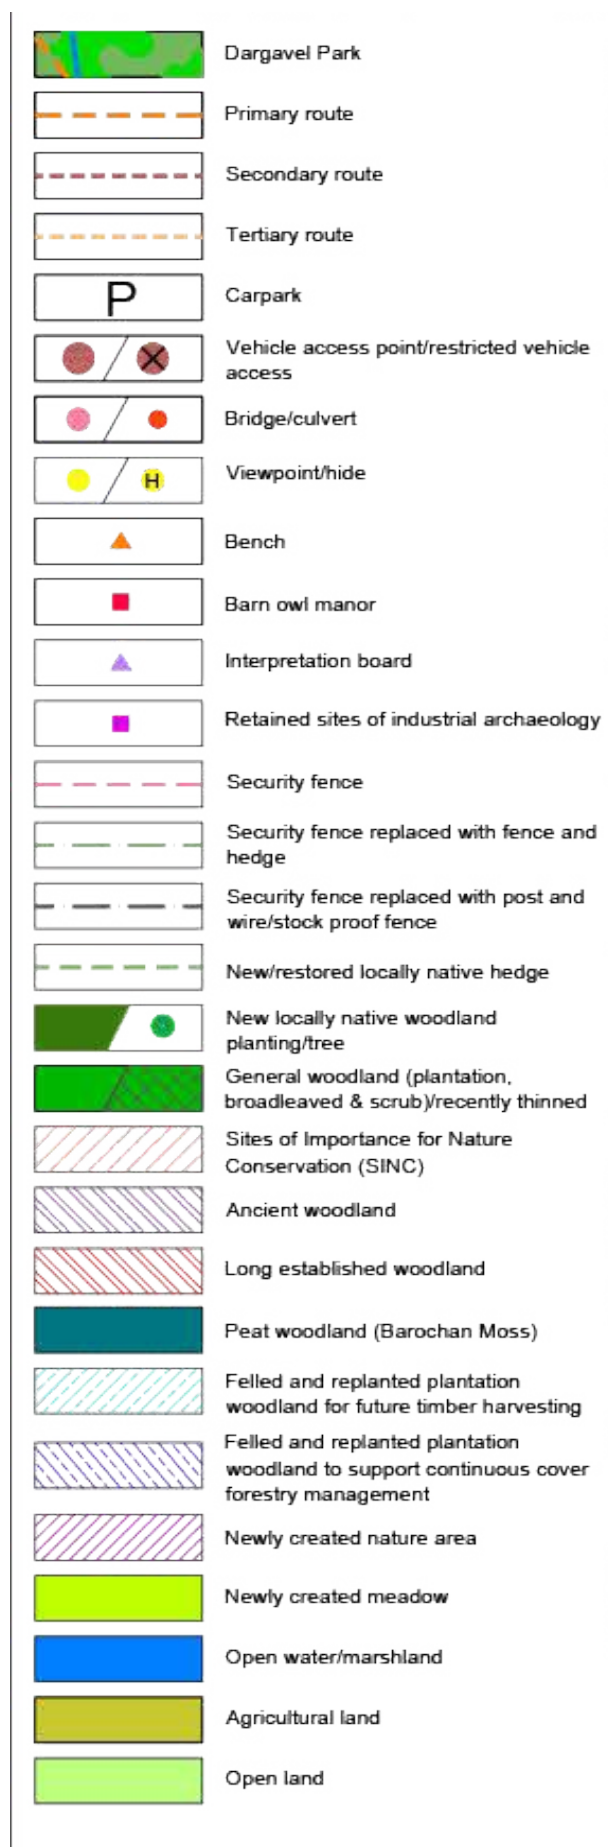 Dargavel Park
Primary route
Secondary route
Tertiary route
P
Carpark
Vehicle access point/restricted vehicle
access
Bridge/culvert
H
Viewpoint/hide
Bench
Barn owl manor
Interpretation board
Retained sites of industrial archaeology
Security fence
Security fence replaced with fence and
hedge
Security fence replaced with post and
wire/stock proof fence
New/restored locally native hedge
New locally native woodland
planting/tree
General woodland (plantation,
broadleaved & scrub)/recently thinned
Sites of Importance for Nature
Conservation (SINC)
Ancient woodland
Long established woodland
Peat woodland (Barochan Moss)
Felled and replanted plantation
woodland for future timber harvesting
Felled and replanted plantation
woodland to support continuous cover
forestry management
Newly created nature area
Newly created meadow
Open water/marshland
Agricultural land
Open land